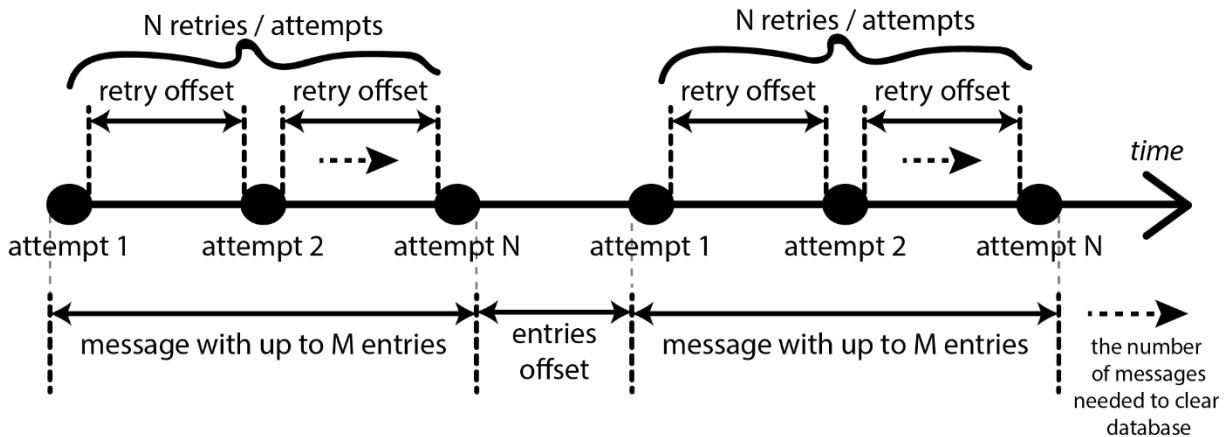 N retries / attempts
N retries / attempts
retry offset
retry offset
retry offset
retry offset
time
attempt 1
attempt 2
attempt N
attempt 1
attempt 2
attempt N
message with up to M entries
entries
offset
message with up to M entries
the number
of messages
needed to clear
database